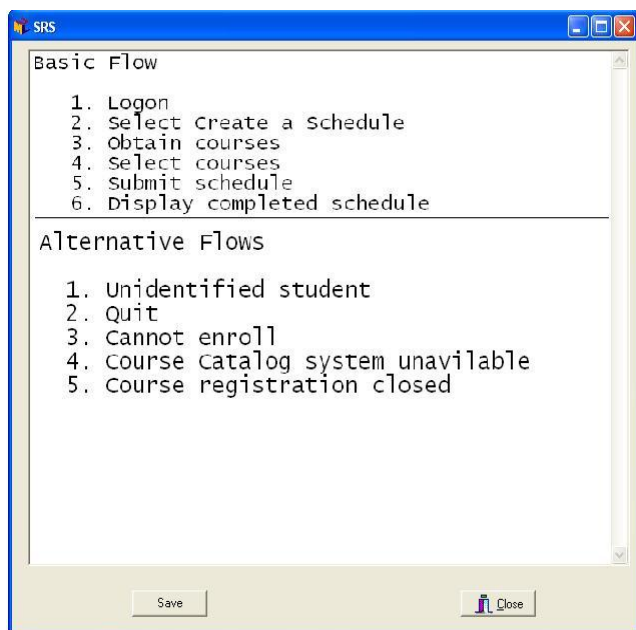 SRS
Basic Flow
1. Logon
2. Select Create a Schedule
3. Obtain courses
4. Select courses
5. Submit schedule
6. Display completed schedule
Alternative Flows
1. Unidentified student
2. Quit
3. Cannot enroll
4. Course Catalog system unavilable
5. Course registration closed
Save
Close